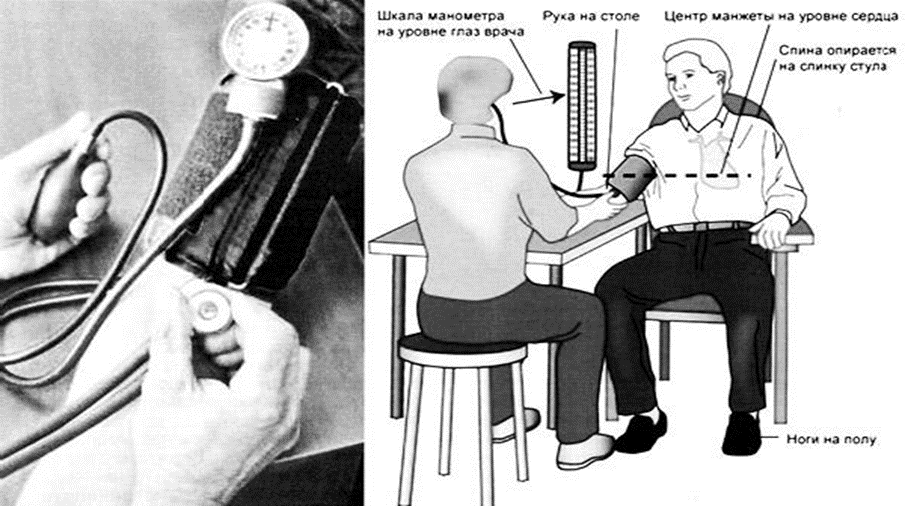 Шкала манометра
на уровне глаз врача
Рука на столе
Центр манжеты на уровне сердца
Спина опирается
на спинку стула
Ноги на полу